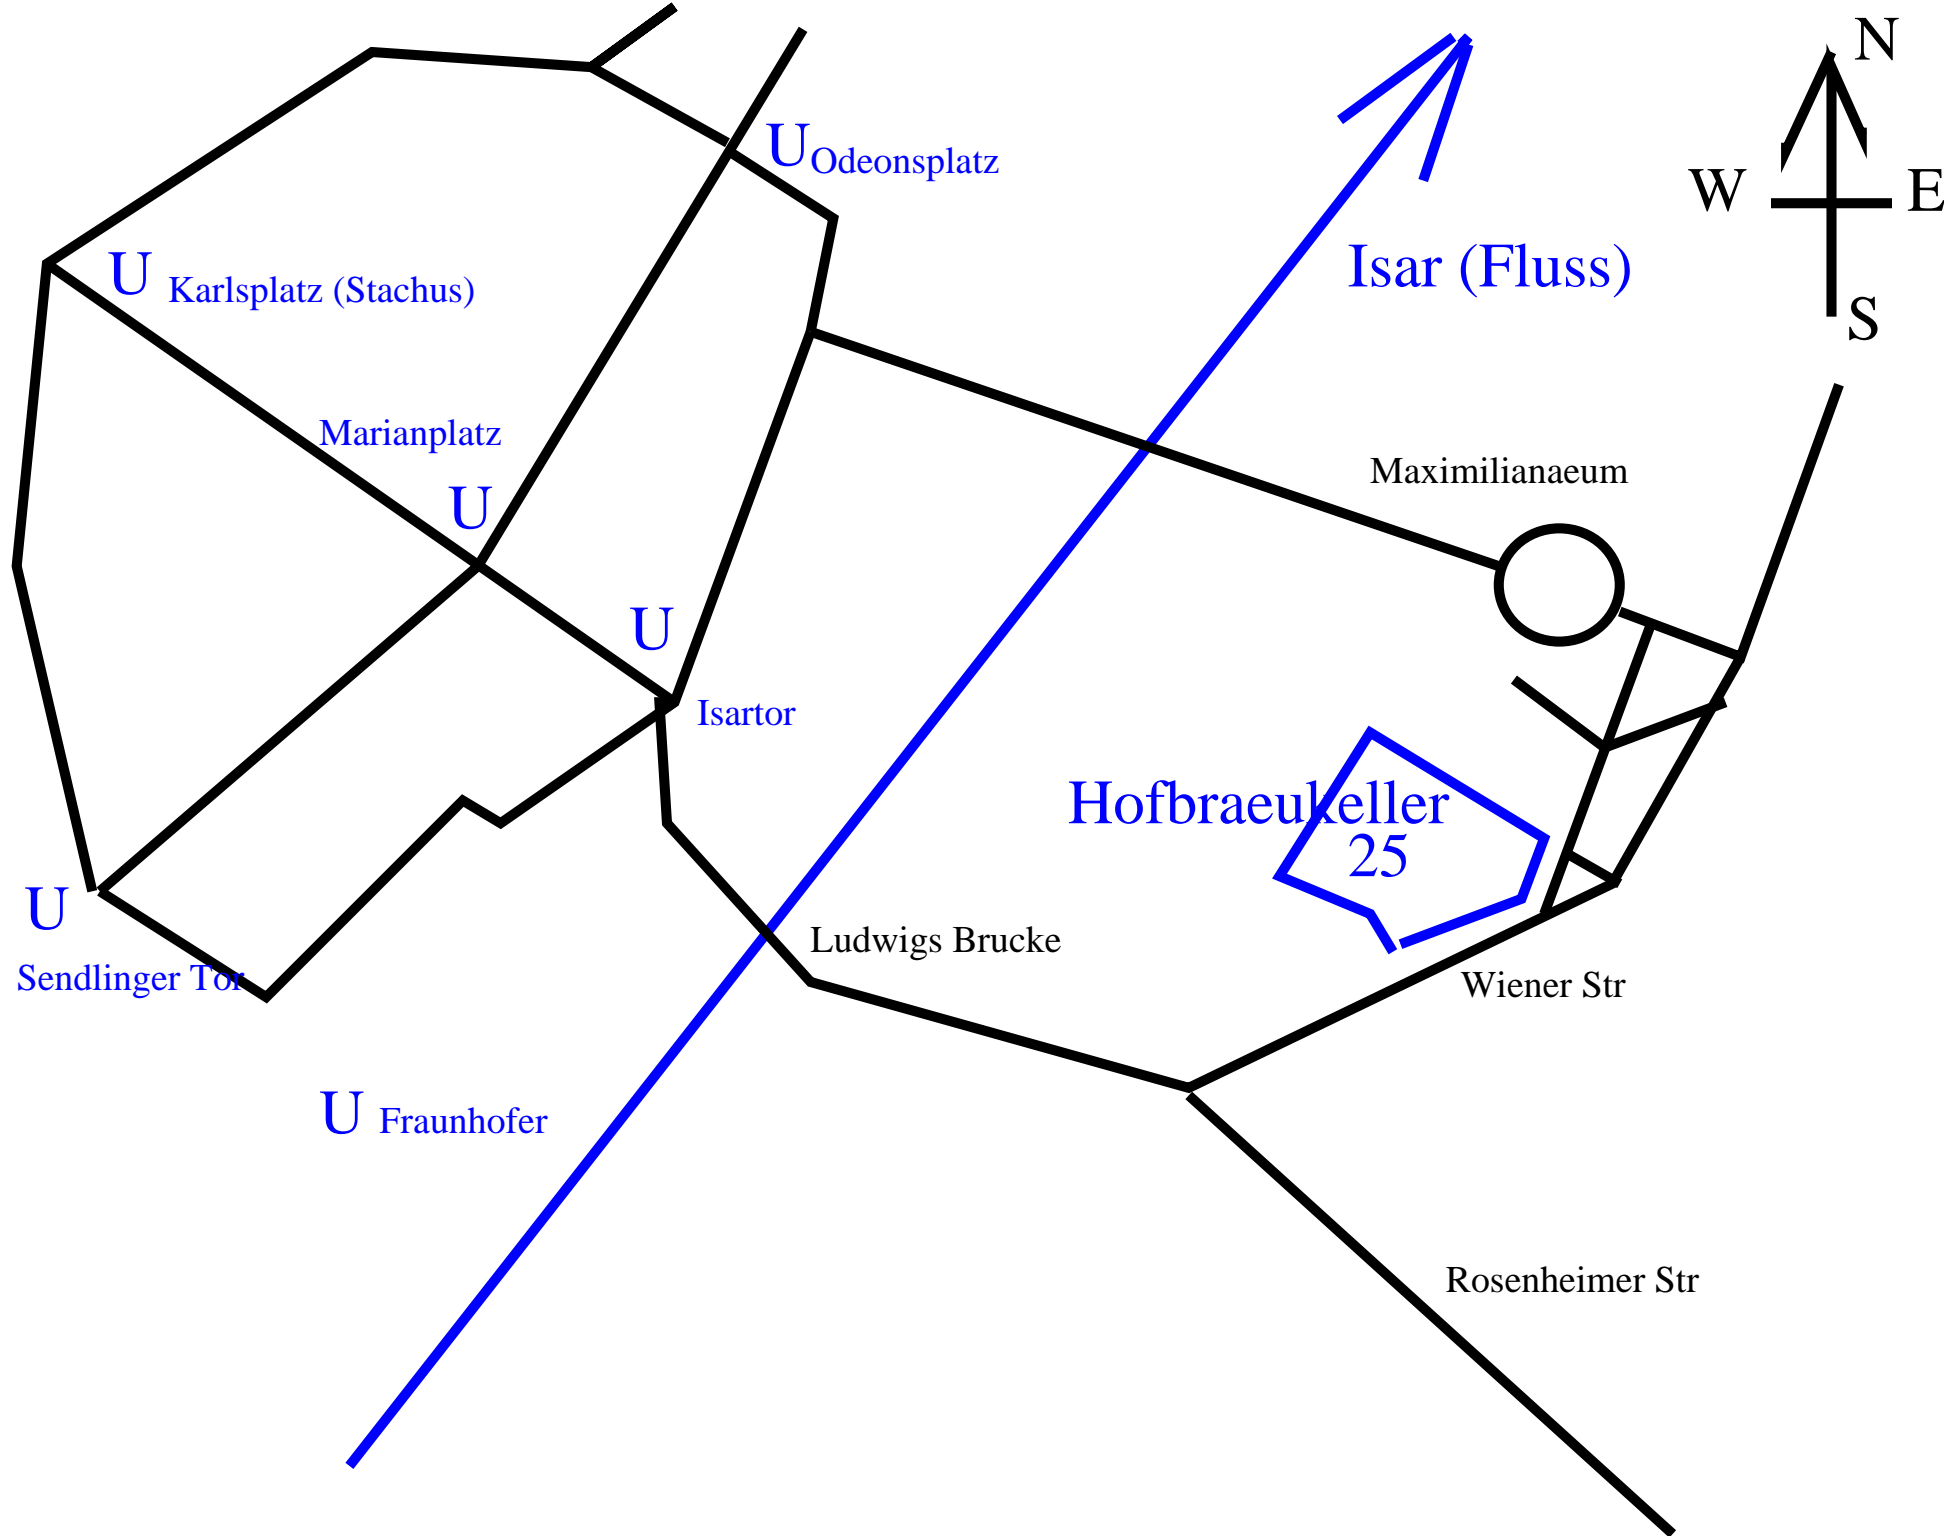 N
U Odeonsplatz
W E
Isar (Fluss)
U Karlsplatz (Stachus)
S
Marianplatz
Maximilianaeum
U
U
Isartor
Hofbraeukeller
25
U
Ludwigs Brucke
Sendlinger Tor
Wiener Str
U Fraunhofer
Rosenheimer Str